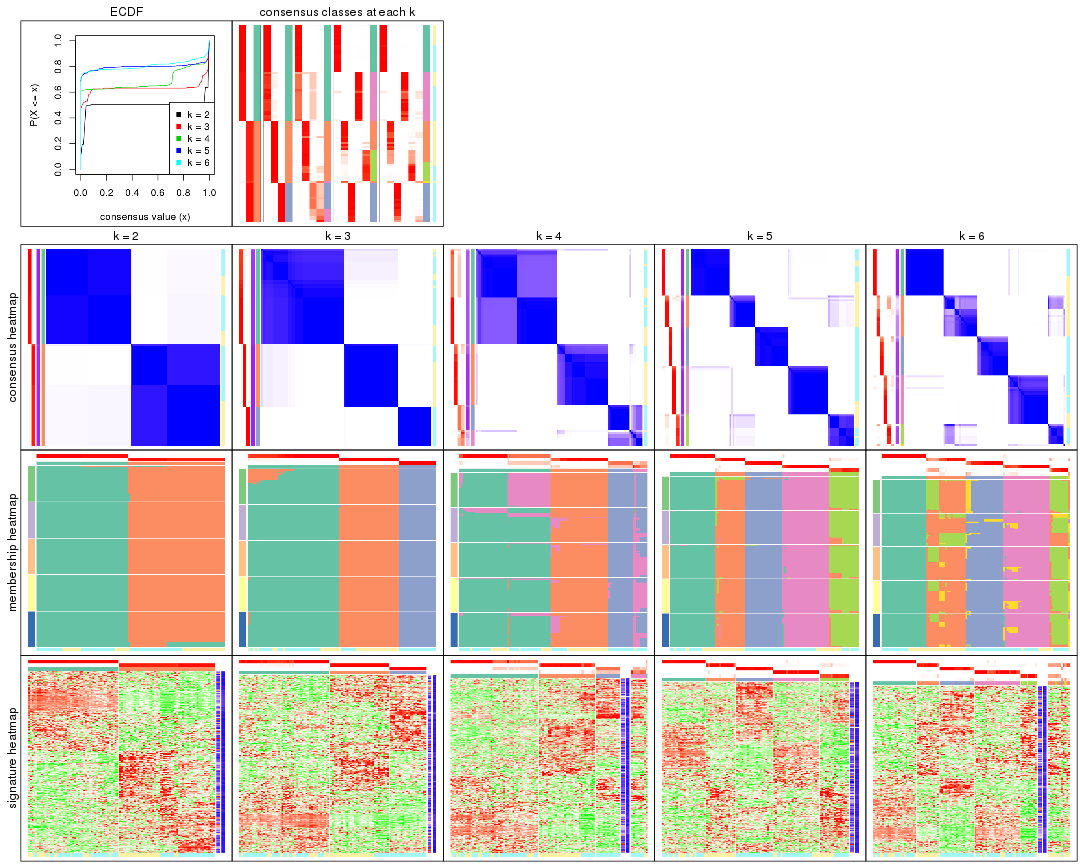 ECDF
consensus classes at each k
P(X <= x)
1.0
0.8
0.6
0.4
0.2
0.0
k = 2
k = 3
k = 4
k = 5
k = 6
0.0 0.2 0.4 0.6 0.8 1.0
consensus value (x)
k = 2
k = 3
k = 4
k = 5
k = 6
consensus heatmap
membership heatmap
signature heatmap